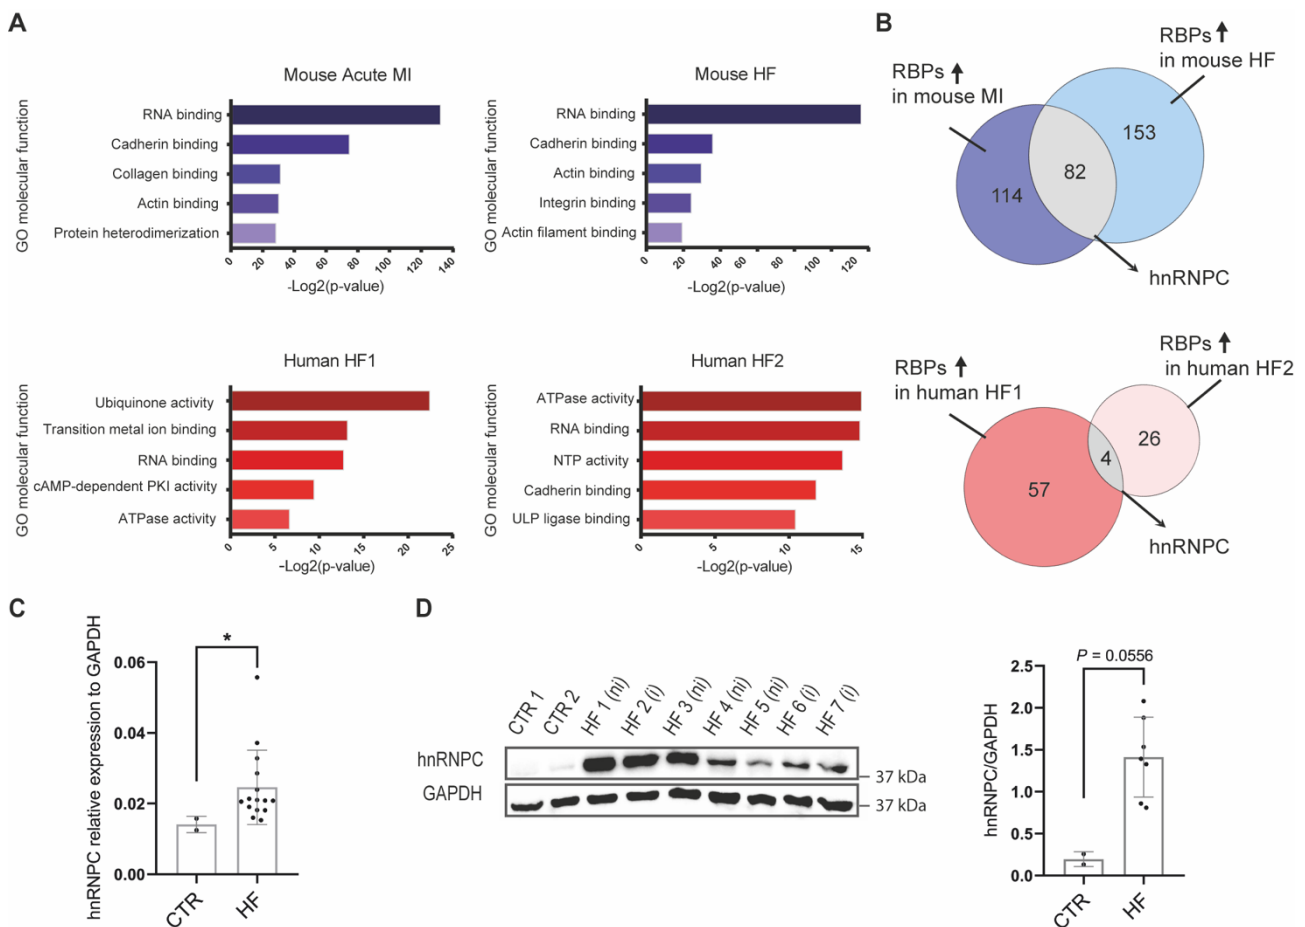 A
Mouse Acute MI
GO molecular function
RNA binding
Cadherin binding
Collagen binding
Actin binding
Protein heterodimerization
0 20 40 60 80 100 120 140
-Log2(p-value)
Mouse HF
GO molecular function
RNA binding
Cadherin binding
Actin binding
Integrin binding
Actin filament binding
0 20 40 60 80 100 126
-Log2(p-value)
Human HF1
GO molecular function
Ubiquinone activity
Transition metal ion binding
RNA binding
cAMP-dependent PKI activity
ATPase activity
0 5 10 15 20 25
-Log2(p-value)
Human HF2
GO molecular function
ATPase activity
RNA binding
NTP activity
Cadherin binding
ULP ligase binding
0 5 10 15
-Log2(p-value)
B
RBPs ↑
in mouse MI
RBPs ↑
in mouse HF
114
82
153
hnRNPC
RBPs ↑
in human HF1
RBPs ↑
in human HF2
57
4
26
hnRNPC
C
hnRNPC relative expression to GAPDH
0.06
0.04
0.02
0.00
*
CTR
HF
D
CTR 1
CTR 2
HF 1 (ni)
HF 2 (i)
HF 3 (ni)
HF 4 (ni)
HF 5 (ni)
HF 6 (i)
HF 7 (i)
hnRNPC
37 kDa
GAPDH
37 kDa
hnRNPC/GAPDH
P = 0.0556
2.5
2.0
1.5
1.0
0.5
0.0
CTR
HF